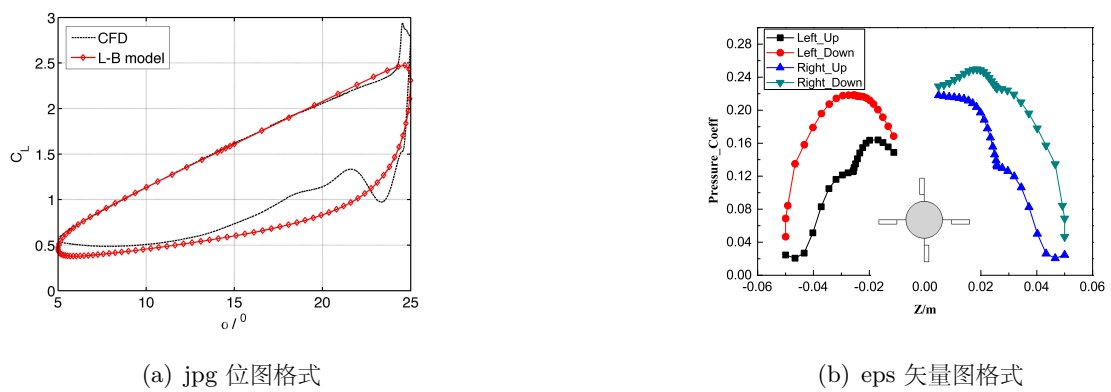 3
2.5
2
1.5
1
0.5
0
C_L
5
10
15
20
25
α / ⁰
CFD
L-B model
0.28
0.24
0.20
0.16
0.12
0.08
0.04
0.00
Pressure_Coeff
-0.06
-0.04
-0.02
0.00
0.02
0.04
0.06
Z/m
Left_Up
Left_Down
Right_Up
Right_Down
(a) jpg 位图格式
(b) eps 矢量图格式